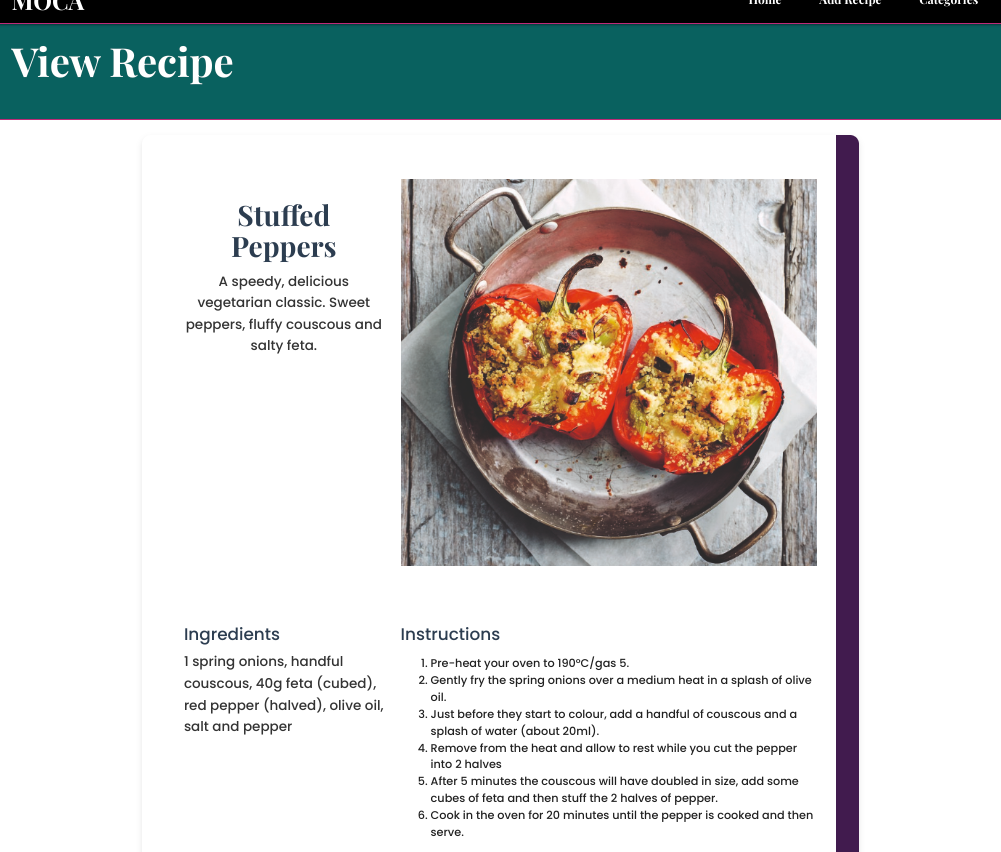 MOCA
Home Add Recipe Categories
View Recipe
Stuffed
Peppers
A speedy, delicious
vegetarian classic. Sweet
peppers, fluffy couscous and
salty feta.
Ingredients
1 spring onions, handful
couscous, 40g feta (cubed),
red pepper (halved), olive oil,
salt and pepper
Instructions
1. Pre-heat your oven to 190°C/gas 5.
2. Gently fry the spring onions over a medium heat in a splash of olive
oil.
3. Just before they start to colour, add a handful of couscous and a
splash of water (about 20ml).
4. Remove from the heat and allow to rest while you cut the pepper
into 2 halves
5. After 5 minutes the couscous will have doubled in size, add some
cubes of feta and then stuff the 2 halves of pepper.
6. Cook in the oven for 20 minutes until the pepper is cooked and then
serve.